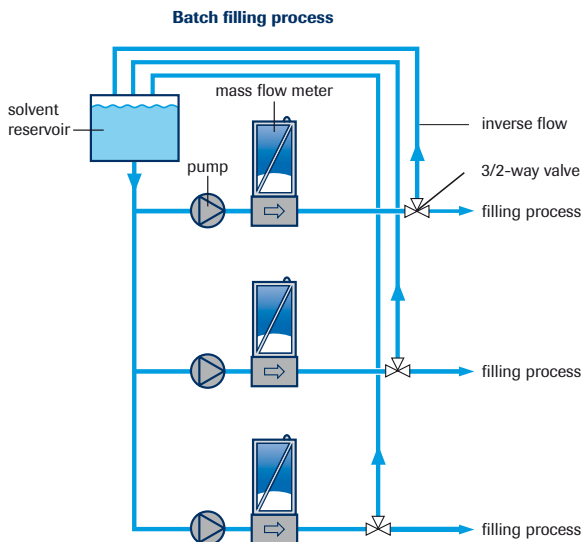 Batch filling process
solvent
reservoir
mass flow meter
pump
inverse flow
3/2-way valve
filling process
filling process
filling process